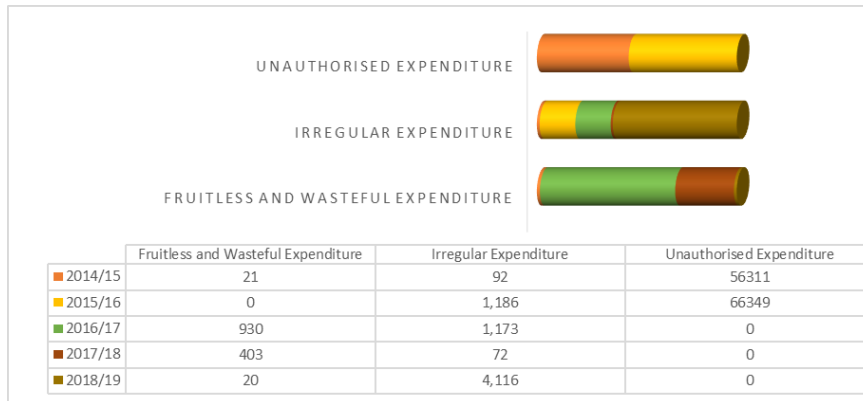 UNAUTHORISED EXPENDITURE
IRREGULAR EXPENDITURE
FRUITLESS AND WASTEFUL EXPENDITURE
Fruitless and Wasteful Expenditure Irregular Expenditure Unauthorised Expenditure
2014/15 21 92 56311
2015/16 0 1,186 66349
2016/17 930 1,173 0
2017/18 403 72 0
2018/19 20 4,116 0